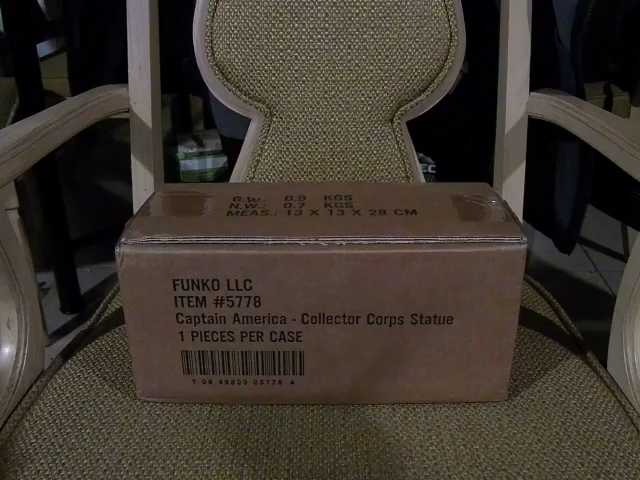 G.W.: 0.9 KGS
N.W.: 0.7 KGS
MEAS.: 13 X 13 X 28 CM
FUNKO LLC
ITEM #5778
Captain America - Collector Corps Statue
1 PIECES PER CASE
1 08 49803 05778 4